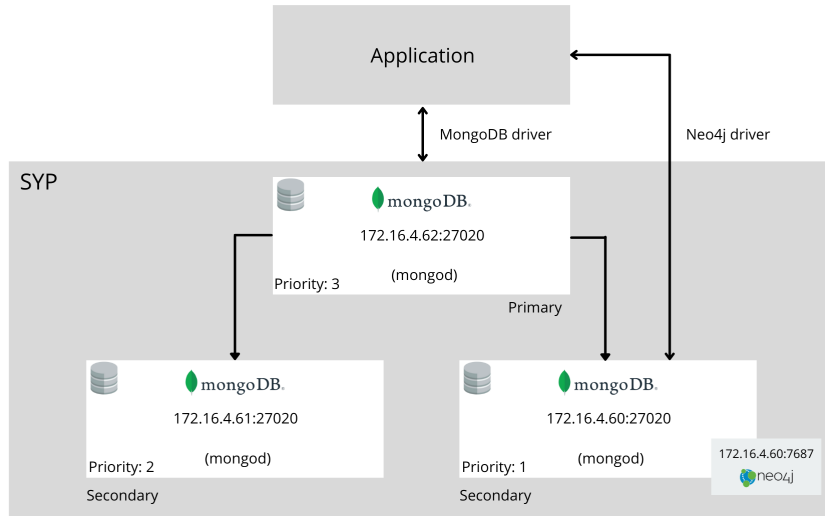 Application
MongoDB driver
Neo4j driver
SYP
mongoDB.
172.16.4.62:27020
(mongod)
Priority: 3
Primary
mongoDB.
172.16.4.61:27020
(mongod)
Priority: 2
Secondary
mongoDB.
172.16.4.60:27020
(mongod)
Priority: 1
Secondary
172.16.4.60:7687
neo4j